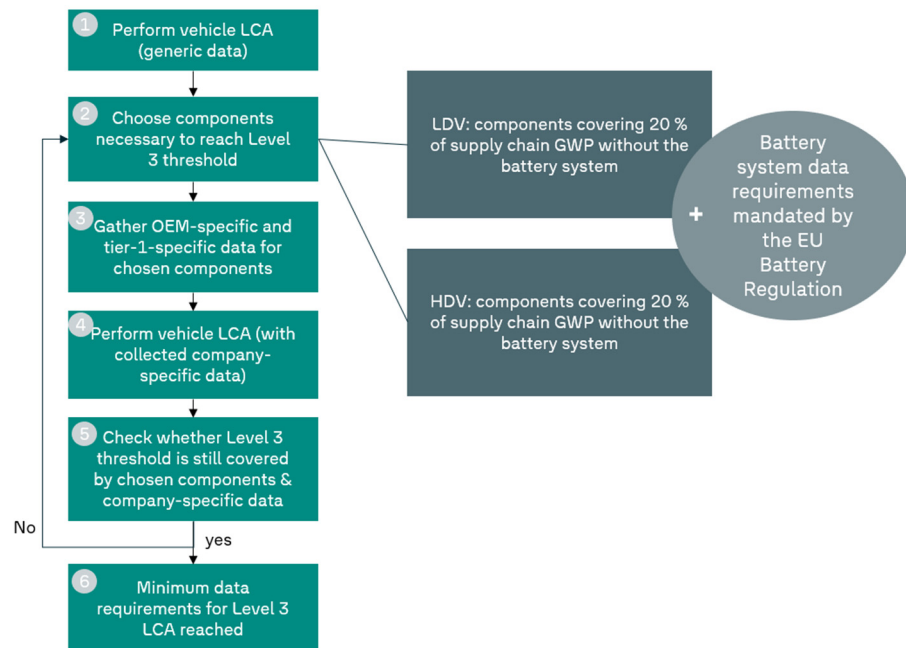 1
Perform vehicle LCA
(generic data)
2
Choose components
necessary to reach Level
3 threshold
3
Gather OEM-specific and
tier-1-specific data for
chosen components
4
Perform vehicle LCA (with
collected company-
specific data)
5
Check whether Level 3
threshold is still covered
by chosen components &
company-specific data
No
yes
6
Minimum data
requirements for Level 3
LCA reached
LDV: components covering 20 %
of supply chain GWP without the
battery system
HDV: components covering 20 %
of supply chain GWP without the
battery system
+
Battery
system data
requirements
mandated by
the EU
Battery
Regulation